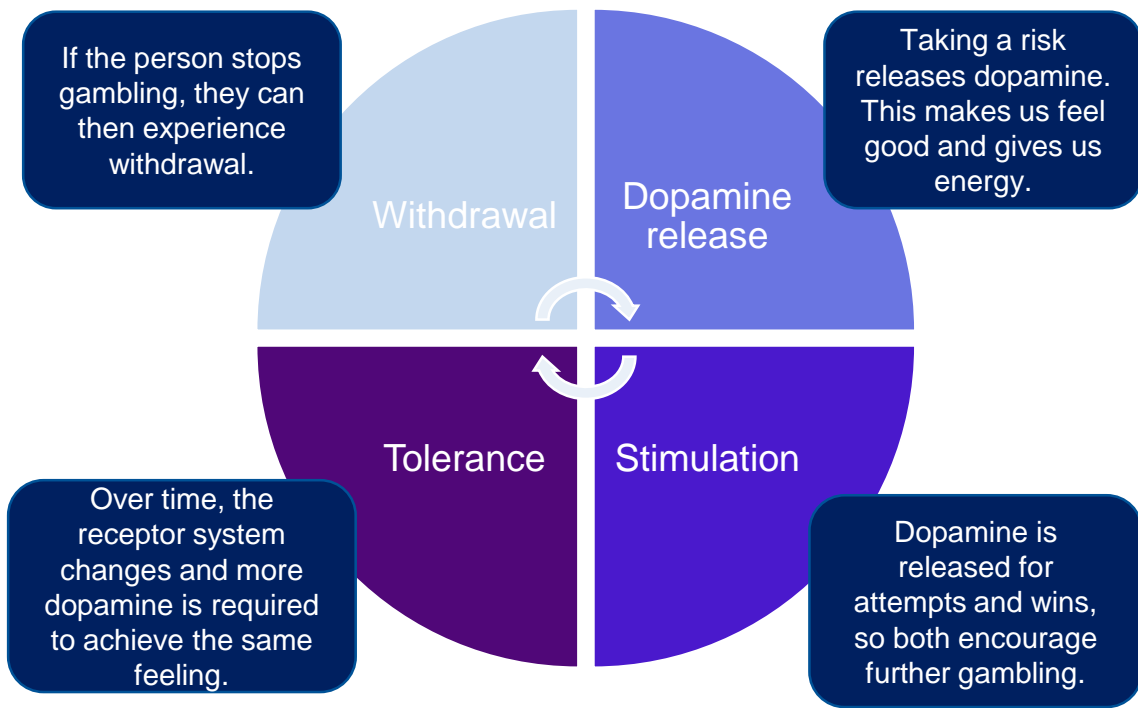 If the person stops
gambling, they can
then experience
withdrawal.
Taking a risk
releases dopamine.
This makes us feel
good and gives us
energy.
Withdrawal
Dopamine
release
Tolerance
Stimulation
Over time, the
receptor system
changes and more
dopamine is required
to achieve the same
feeling.
Dopamine is
released for
attempts and wins,
so both encourage
further gambling.